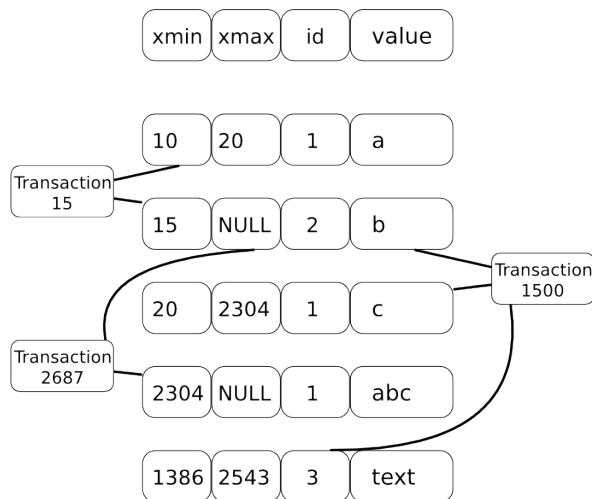 xmin xmax id value
10 20 1 a
Transaction
15
15 NULL 2 b
Transaction
1500
20 2304 1 c
Transaction
2687
2304 NULL 1 abc
1386 2543 3 text